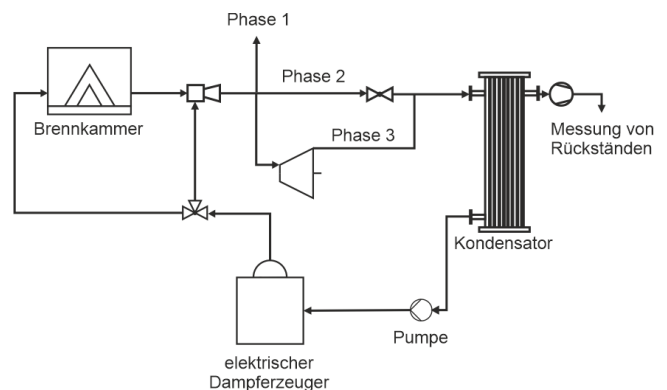 Phase 1
Phase 2
Brennkammer
Phase 3
Messung von
Rückständen
Kondensator
Pumpe
elektrischer
Dampferzeuger